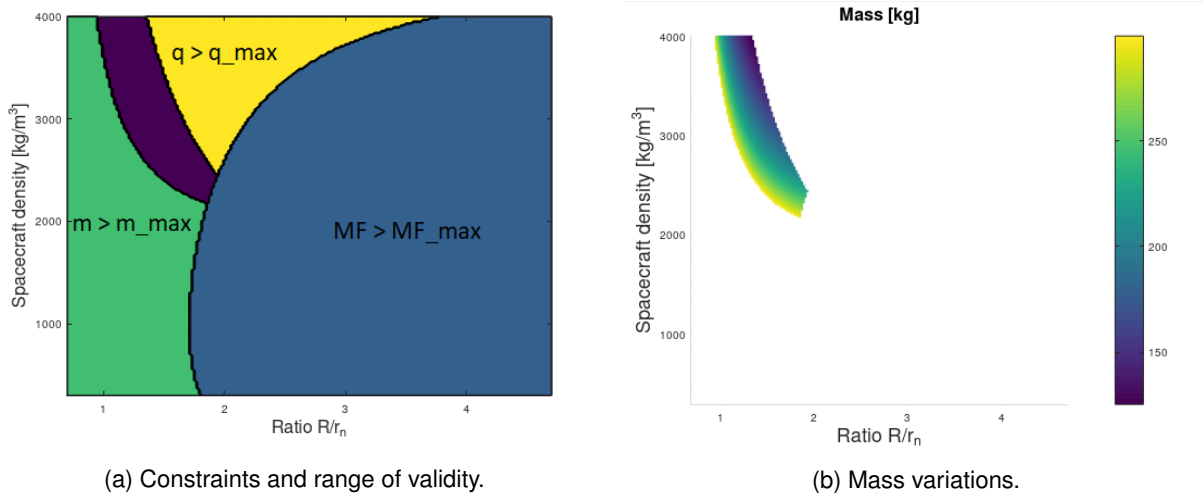 4000
3000
2000
1000
1
2
3
4
Spacecraft density [kg/m³]
Ratio R/rₙ
q > q_max
m > m_max
MF > MF_max
(a) Constraints and range of validity.
Mass [kg]
4000
3000
2000
1000
1
2
3
4
Spacecraft density [kg/m³]
Ratio R/rₙ
250
200
150
(b) Mass variations.